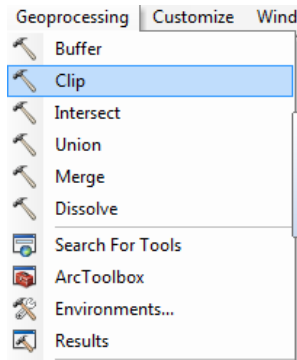 Geoprocessing Customize
Buffer
Clip
Intersect
Union
Merge
Dissolve
Search For Tools
ArcToolbox
Environments...
Results